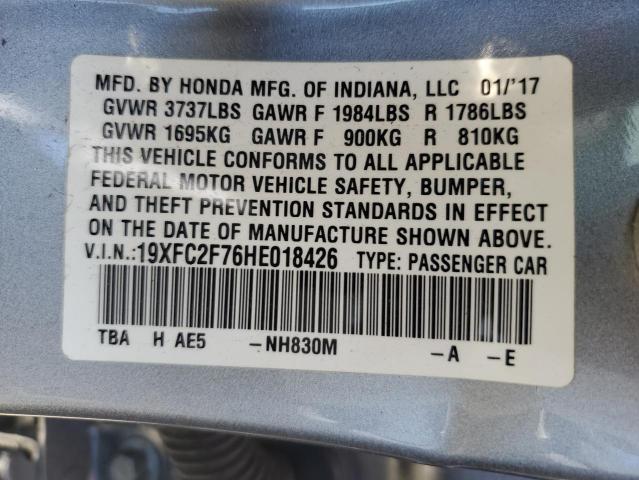 MFD. BY HONDA MFG. OF INDIANA, LLC 01/'17
GVWR 3737LBS GAWR F 1984LBS R 1786LBS
GVWR 1695KG GAWR F 900KG R 810KG
THIS VEHICLE CONFORMS TO ALL APPLICABLE
FEDERAL MOTOR VEHICLE SAFETY, BUMPER,
AND THEFT PREVENTION STANDARDS IN EFFECT
ON THE DATE OF MANUFACTURE SHOWN ABOVE.
V.I.N.:19XFC2F76HE018426 TYPE: PASSENGER CAR
TBA H AE5 -NH830M -A -E